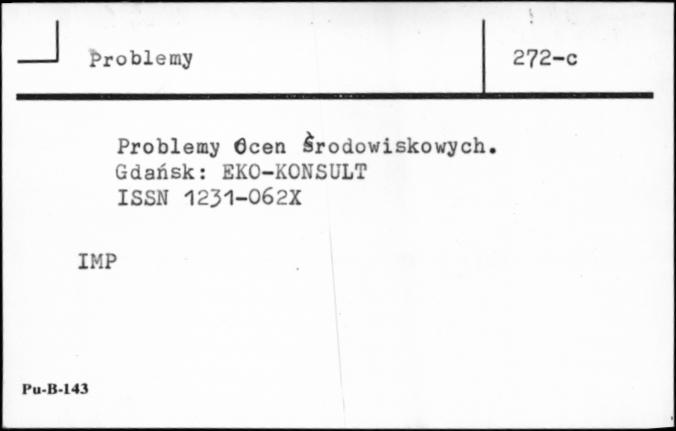 Problemy 272-c
Problemy Ocen Środowiskowych.
Gdańsk: EKO-KONSULT
ISSN 1231-062X
IMP
Pu-B-143